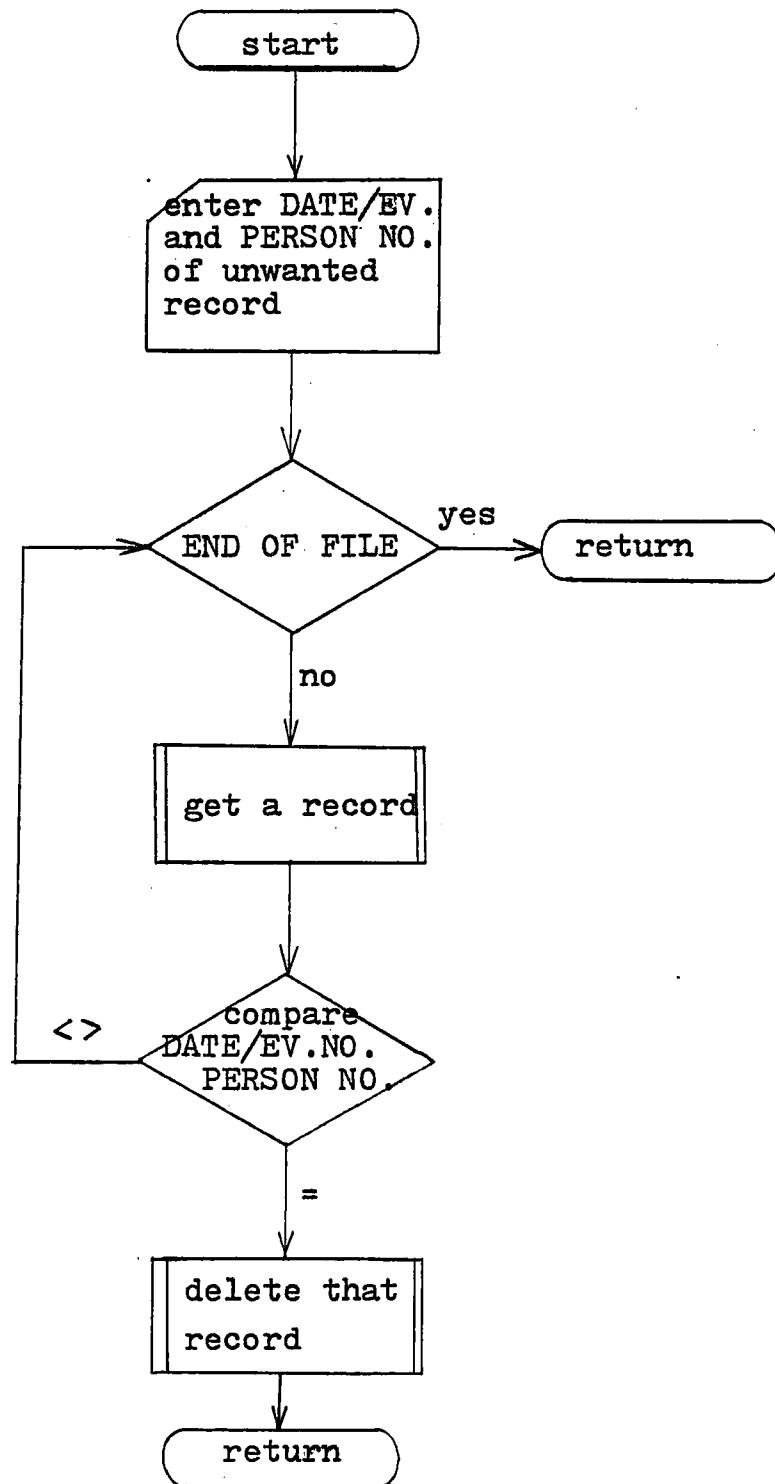 start
enter DATE/EV.
and PERSON NO.
of unwanted
record
END OF FILE
yes
return
no
get a record
compare
DATE/EV.NO.
PERSON NO.
<>
=
delete that
record
return